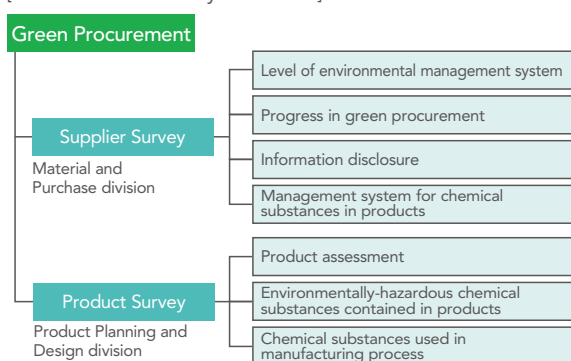 Green Procurement
Supplier Survey
Material and
Purchase division
Level of environmental management system
Progress in green procurement
Information disclosure
Management system for chemical
substances in products
Product Survey
Product Planning and
Design division
Product assessment
Environmentally-hazardous chemical
substances contained in products
Chemical substances used in
manufacturing process